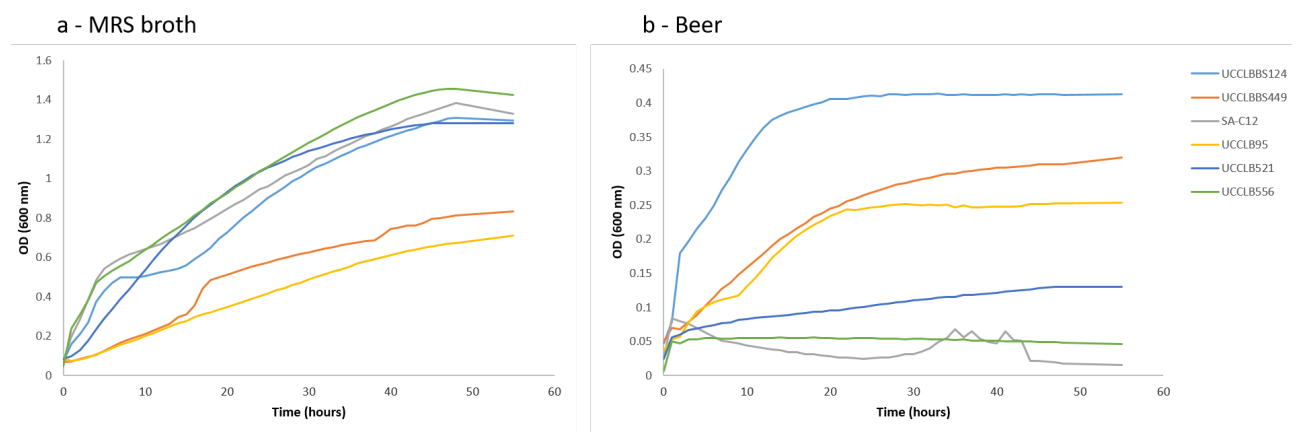 a - MRS broth
1.6
1.4
1.2
1
0.8
0.6
0.4
0.2
0
OD (600 nm)
0 10 20 30 40 50 60
Time (hours)
b - Beer
0.45
0.4
0.35
0.3
0.25
0.2
0.15
0.1
0.05
0
OD (600 nm)
0 10 20 30 40 50 60
Time (hours)
UCCLBBS124
UCCLBBS449
SA-C12
UCCLB95
UCCLB521
UCCLB556